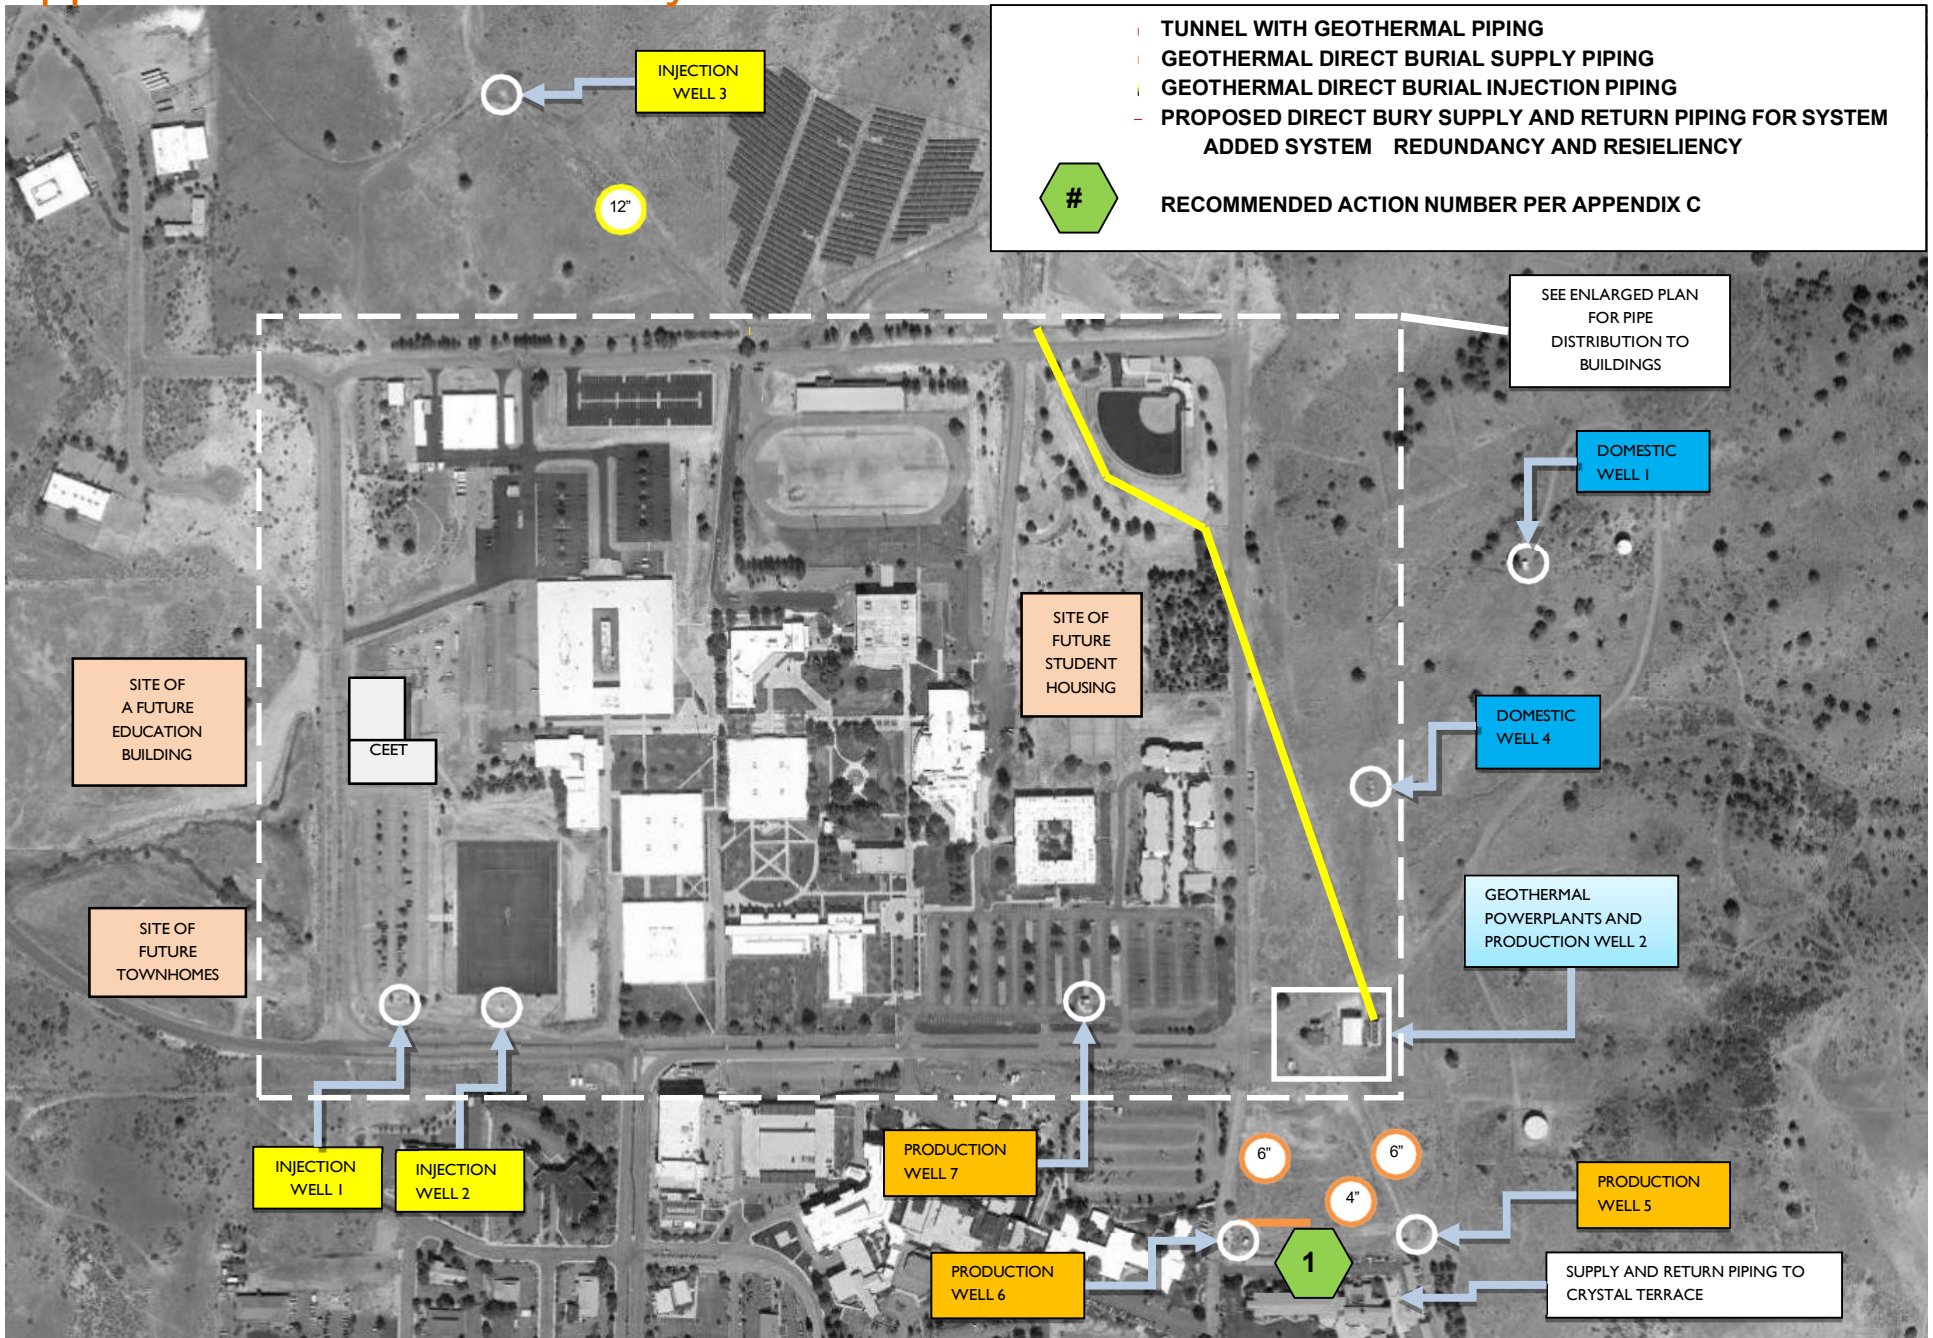 TUNNEL WITH GEOTHERMAL PIPING
GEOTHERMAL DIRECT BURIAL SUPPLY PIPING
GEOTHERMAL DIRECT BURIAL INJECTION PIPING
PROPOSED DIRECT BURY SUPPLY AND RETURN PIPING FOR SYSTEM
ADDED SYSTEM REDUNDANCY AND RESIELIENCY
#
RECOMMENDED ACTION NUMBER PER APPENDIX C
INJECTION
WELL 3
12”
SEE ENLARGED PLAN
FOR PIPE
DISTRIBUTION TO
BUILDINGS
DOMESTIC
WELL 1
SITE OF
FUTURE
STUDENT
HOUSING
SITE OF
A FUTURE
EDUCATION
BUILDING
CEET
DOMESTIC
WELL 4
GEOTHERMAL
POWERPLANTS AND
PRODUCTION WELL 2
SITE OF
FUTURE
TOWNHOMES
INJECTION
WELL 1
INJECTION
WELL 2
PRODUCTION
WELL 7
6”
6”
4”
PRODUCTION
WELL 5
PRODUCTION
WELL 6
1
SUPPLY AND RETURN PIPING TO
CRYSTAL TERRACE